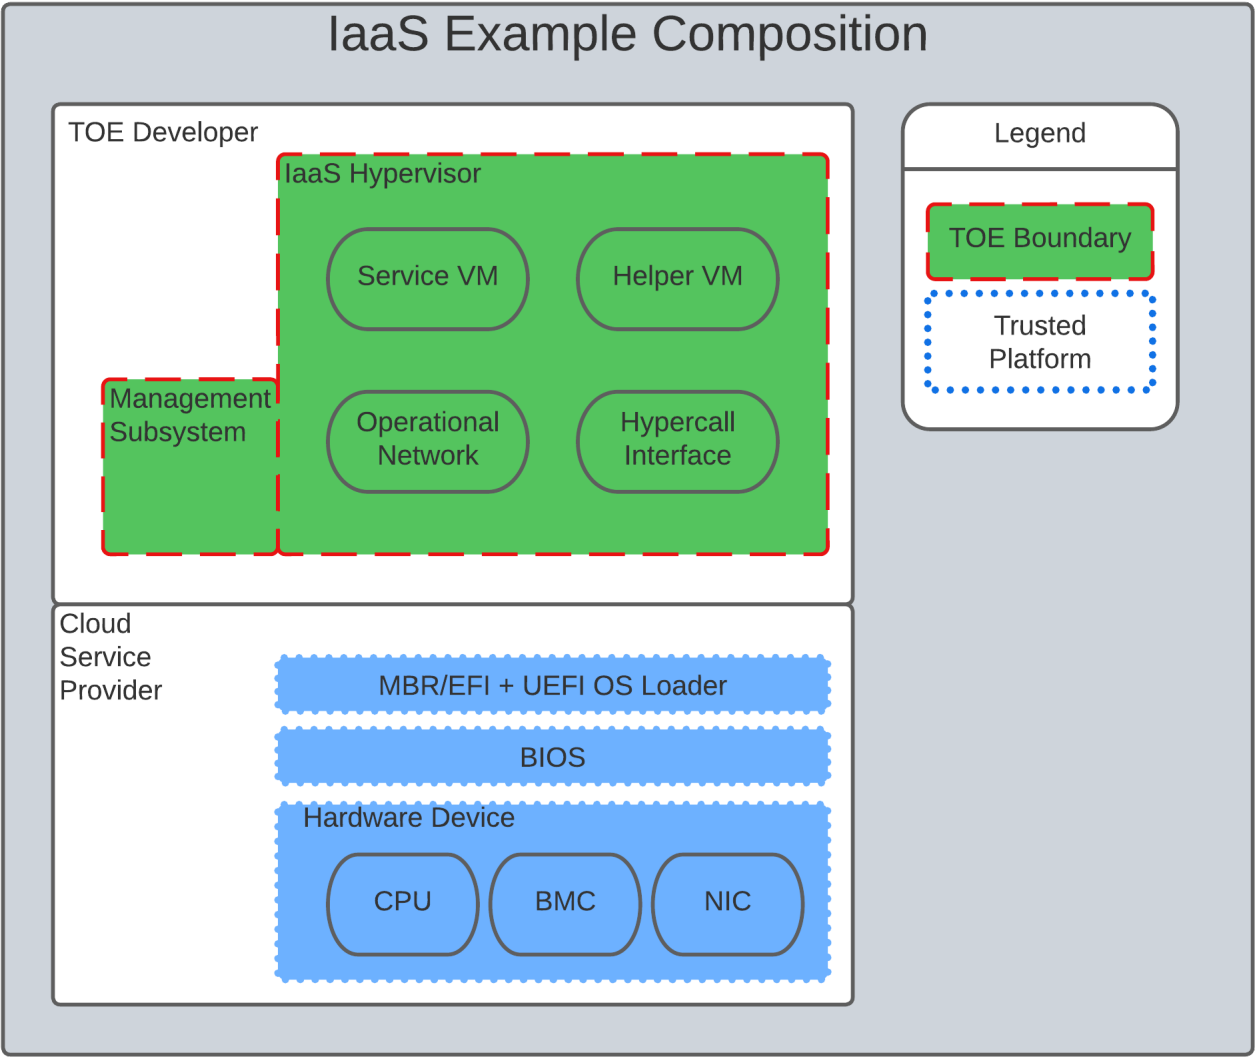 IaaS Example Composition
TOE Developer
IaaS Hypervisor
Service VM
Helper VM
Management
Subsystem
Operational
Network
Hypercall
Interface
Cloud
Service
Provider
MBR/EFI + UEFI OS Loader
BIOS
Hardware Device
CPU
BMC
NIC
Legend
TOE Boundary
Trusted
Platform